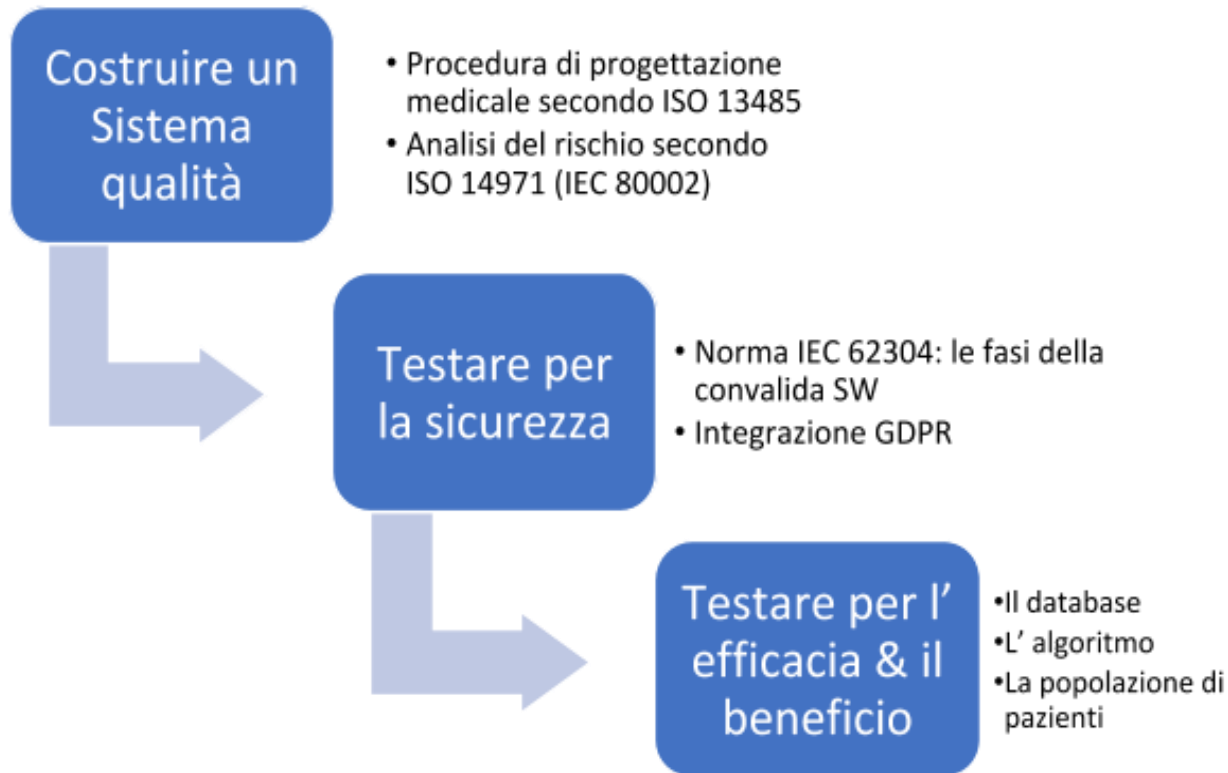 Costruire un
Sistema
qualità
• Procedura di progettazione
medicale secondo ISO 13485
• Analisi del rischio secondo
ISO 14971 (IEC 80002)
Testare per
la sicurezza
• Norma IEC 62304: le fasi della
convalida SW
• Integrazione GDPR
Testare per l’
efficacia & il
beneficio
•Il database
•L’ algoritmo
•La popolazione di
pazienti